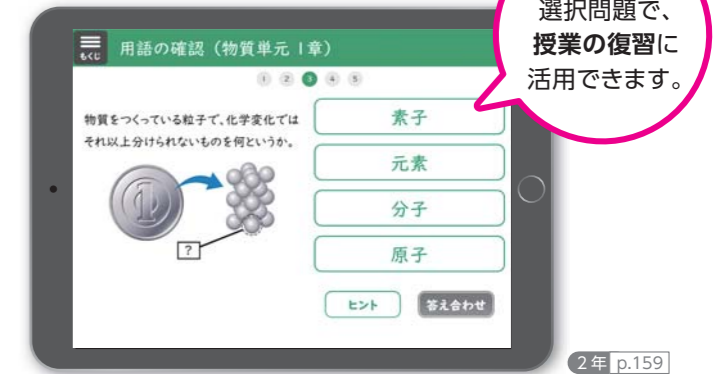 選択問題で、
授業の復習に
活用できます。
もくじ
用語の確認（物質単元 1章）
1 2 3 4 5
物質をつくっている粒子で、化学変化では
それ以上分けられないものを何というか。
1
?
素子
元素
分子
原子
ヒント
答え合わせ
2年 p.159